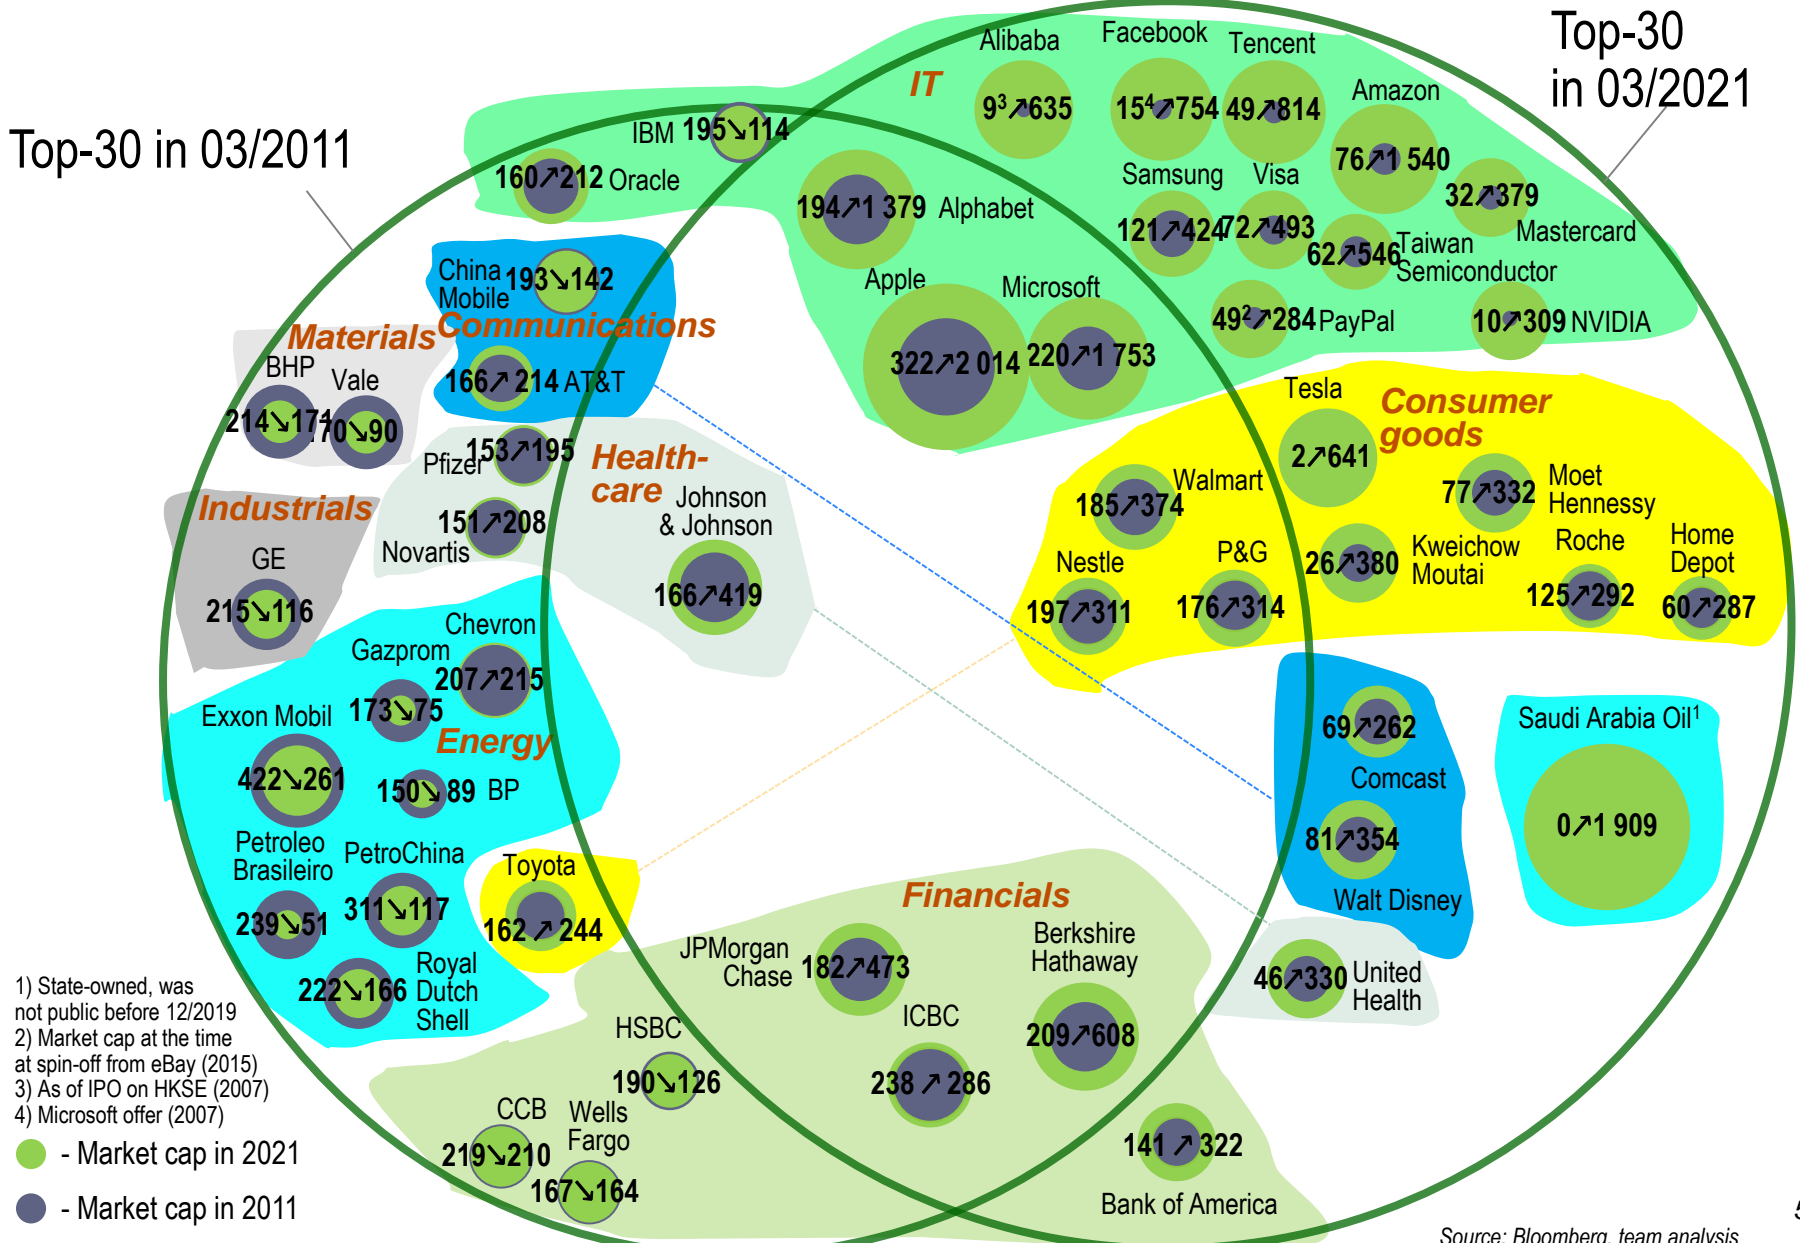 Top-30 in 03/2011
Top-30
in 03/2021
IT
Alibaba
9³↗635
Facebook
15⁴↗754
Tencent
49↗814
Amazon
76↗1 540
IBM 195↘114
160↗212 Oracle
194↗1 379 Alphabet
Samsung
121↗424
Visa
72↗493
62↗546 Taiwan
Semiconductor
32↗379
Mastercard
Apple
322↗2 014
Microsoft
220↗1 753
49²↗284 PayPal
10↗309 NVIDIA
China
Mobile
193↘142
Communications
166↗214 AT&T
Materials
BHP
214↘171
Vale
170↘90
Pfizer
153↗195
151↗208
Novartis
Health-
care
Johnson
& Johnson
166↗419
Industrials
GE
215↘116
Consumer
goods
Tesla
2↗641
Walmart
185↗374
77↗332
Moet
Hennessy
Nestle
197↗311
P&G
176↗314
26↗380
Kweichow
Moutai
Roche
125↗292
Home
Depot
60↗287
Chevron
207↗215
Gazprom
173↘75
Exxon Mobil
422↘261
Energy
150↘89 BP
Petroleo
Brasileiro
239↘51
PetroChina
311↘117
222↘166
Royal
Dutch
Shell
Toyota
162↗244
69↗262
Comcast
81↗354
Walt Disney
Saudi Arabia Oil¹
0↗1 909
46↗330
United
Health
Financials
JPMorgan
Chase
182↗473
Berkshire
Hathaway
209↗608
ICBC
238↗286
HSBC
190↘126
CCB
219↘210
Wells
Fargo
167↘164
141↗322
Bank of America
1) State-owned, was
not public before 12/2019
2) Market cap at the time
at spin-off from eBay (2015)
3) As of IPO on HKSE (2007)
4) Microsoft offer (2007)
- Market cap in 2021
- Market cap in 2011
5
Source: Bloomberg, team analysis